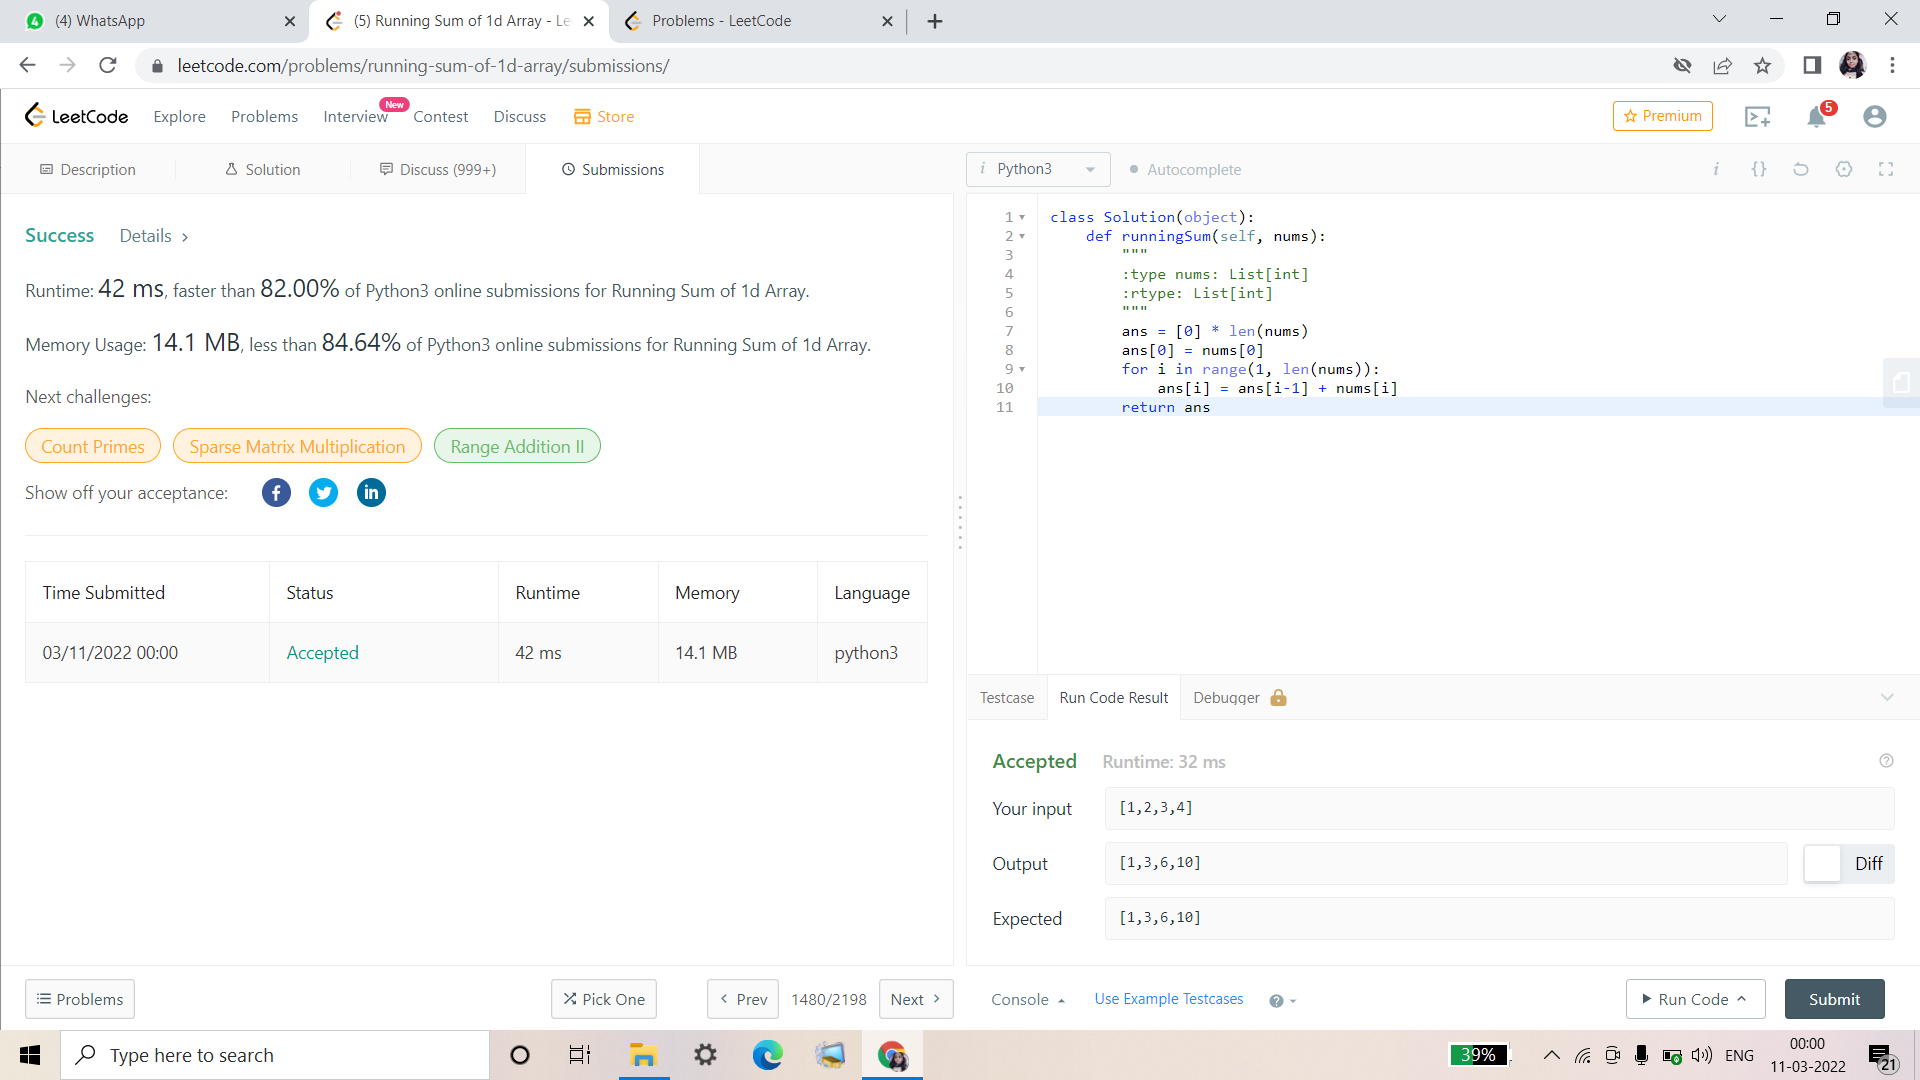 (4) WhatsApp
(5) Running Sum of 1d Array - Le
Problems - LeetCode
leetcode.com/problems/running-sum-of-1d-array/submissions/
LeetCode
Explore
Problems
Interview
New
Contest
Discuss
Store
Premium
5
Description
Solution
Discuss (999+)
Submissions
Success
Details >
Runtime: 42 ms, faster than 82.00% of Python3 online submissions for Running Sum of 1d Array.
Memory Usage: 14.1 MB, less than 84.64% of Python3 online submissions for Running Sum of 1d Array.
Next challenges:
Count Primes
Sparse Matrix Multiplication
Range Addition II
Show off your acceptance:
Time Submitted Status Runtime Memory Language
03/11/2022 00:00 Accepted 42 ms 14.1 MB python3
Problems
Pick One
< Prev
1480/2198
Next >
i Python3
Autocomplete
i {}
1 class Solution(object):
2     def runningSum(self, nums):
3         """
4         :type nums: List[int]
5         :rtype: List[int]
6         """
7         ans = [0] * len(nums)
8         ans[0] = nums[0]
9         for i in range(1, len(nums)):
10             ans[i] = ans[i-1] + nums[i]
11         return ans
Testcase
Run Code Result
Debugger
Accepted
Runtime: 32 ms
Your input
[1,2,3,4]
Output
[1,3,6,10]
Diff
Expected
[1,3,6,10]
Console
Use Example Testcases
Run Code
Submit
Type here to search
39%
ENG
00:00
11-03-2022
21